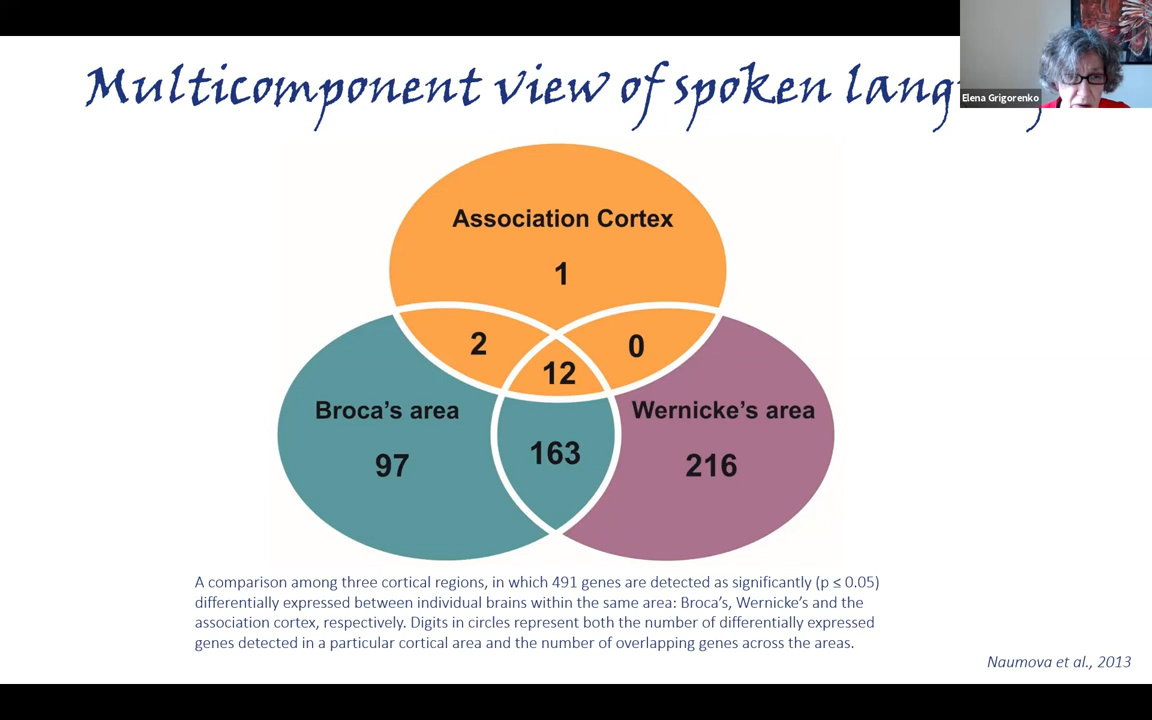 Multicomponent view of spoken
Elena Grigorenko
Association Cortex
1
2
0
12
Broca's area
Wernicke's area
97
163
216
A comparison among three cortical regions, in which 491 genes are detected as significantly (p ≤ 0.05)
differentially expressed between individual brains within the same area: Broca's, Wernicke's and the
association cortex, respectively. Digits in circles represent both the number of differentially expressed
genes detected in a particular cortical area and the number of overlapping genes across the areas.
Naumova et al., 2013